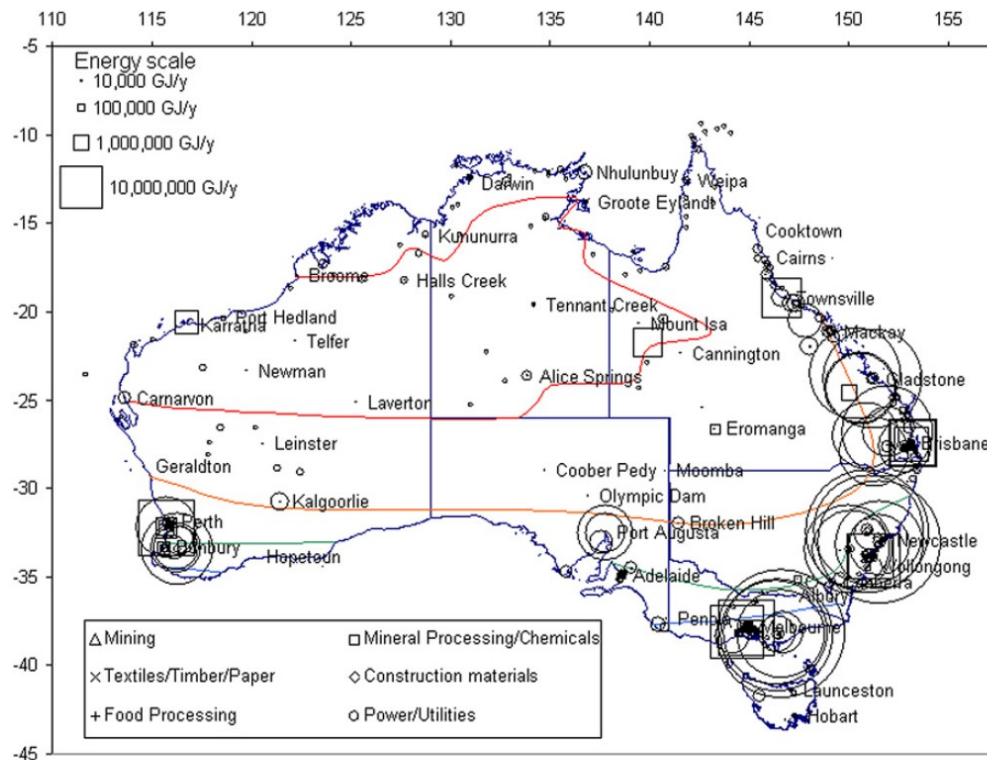 110 115 120 125 130 135 140 145 150 155
-5
Energy scale
10,000 GJ/y
100,000 GJ/y
1,000,000 GJ/y
-10
10,000,000 GJ/y
Darwin
Nhulunbuy
Weipa
Groote Eylandt
-15
Cooktown
Kununurra
Cairns
Broome
Halls Creek
Tennant Creek
Townsville
-20
Port Hedland
Karratha
Mount Isa
Mackay
Telfer
Cannington
Newman
Alice Springs
Gladstone
-25
Carnarvon
Laverton
Eromanga
Brisbane
Leinster
Geraldton
Coober Pedy
Moomba
-30
Olympic Dam
Kalgoorlie
Perth
Broken Hill
Port Augusta
Newcastle
Bunbury
Hopetoun
Wollongong
-35
Adelaide
Canberra
Albury
Penola
Melbourne
Mining
Mineral Processing/Chemicals
-40
Textiles/Timber/Paper
Construction materials
Food Processing
Power/Utilities
Launceston
Hobart
-45